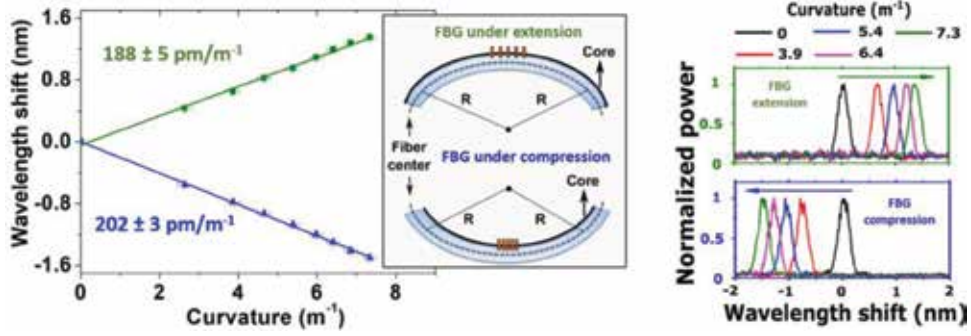 Wavelength shift (nm)
1.6
0.8
0.0
-0.8
-1.6
188 ± 5 pm/m⁻¹
202 ± 3 pm/m⁻¹
0
2
4
6
8
Curvature (m⁻¹)
FBG under extension
Core
R
R
Fiber
center
FBG under compression
Core
R
R
Curvature (m⁻¹)
0
5.4
7.3
3.9
6.4
Normalized power
1
0.5
0
FBG
extension
1
0.5
0
FBG
compression
-2
-1
0
1
2
Wavelength shift (nm)